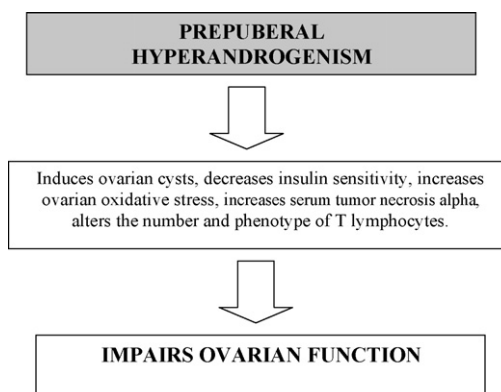 PREPUBERAL
HYPERANDROGENISM
Induces ovarian cysts, decreases insulin sensitivity, increases
ovarian oxidative stress, increases serum tumor necrosis alpha,
alters the number and phenotype of T lymphocytes.
IMPAIRS OVARIAN FUNCTION